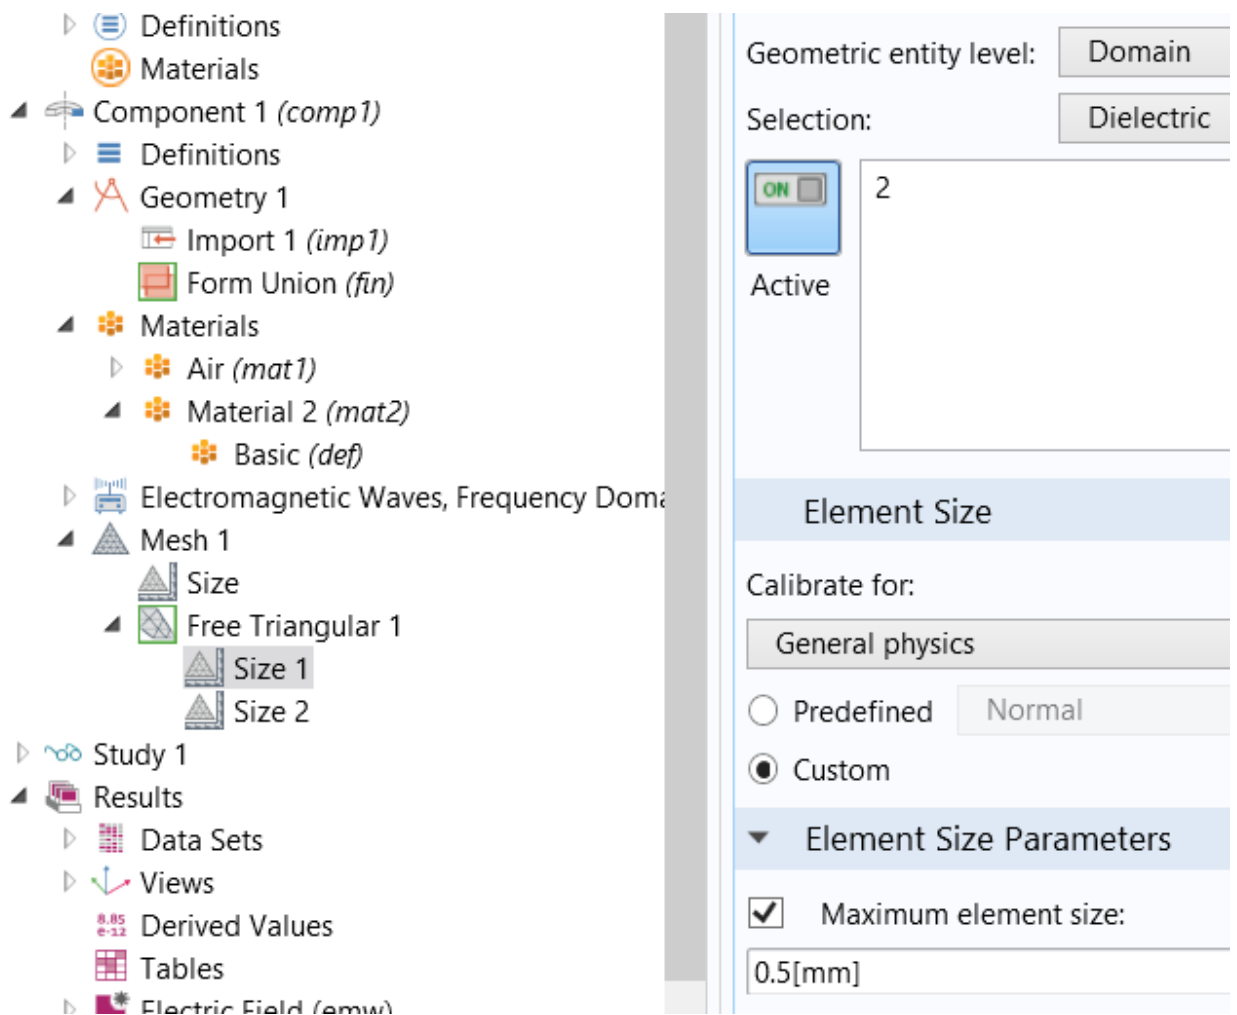 Definitions
Materials
Component 1 (comp1)
Definitions
Geometry 1
Import 1 (imp1)
Form Union (fin)
Materials
Air (mat1)
Material 2 (mat2)
Basic (def)
Electromagnetic Waves, Frequency Doma
Mesh 1
Size
Free Triangular 1
Size 1
Size 2
Study 1
Results
Data Sets
Views
8.85
e-12
Derived Values
Tables
Electric Field (emw)
Geometric entity level: Domain
Selection: Dielectric
ON
2
Active
Element Size
Calibrate for:
General physics
Predefined Normal
Custom
Element Size Parameters
Maximum element size:
0.5[mm]